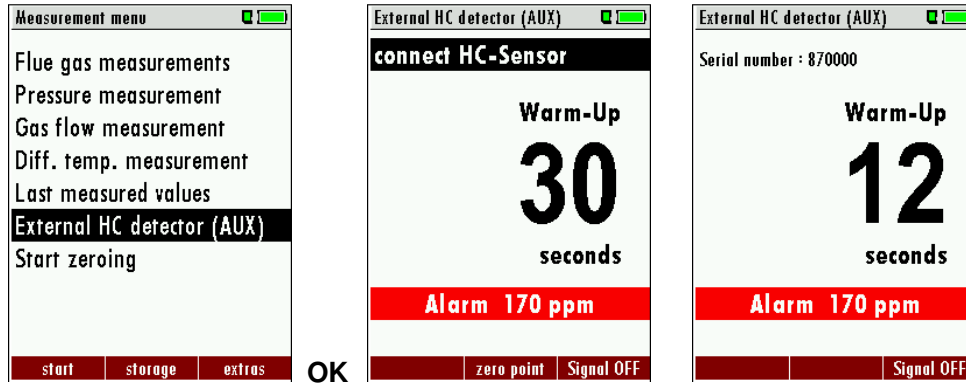 Measurement menu
Flue gas measurements
Pressure measurement
Gas flow measurement
Diff. temp. measurement
Last measured values
External HC detector (AUX)
Start zeroing
start storage extras
OK
External HC detector (AUX)
connect HC-Sensor
Warm-Up
30
seconds
Alarm 170 ppm
zero point Signal OFF
External HC detector (AUX)
Serial number : 870000
Warm-Up
12
seconds
Alarm 170 ppm
Signal OFF